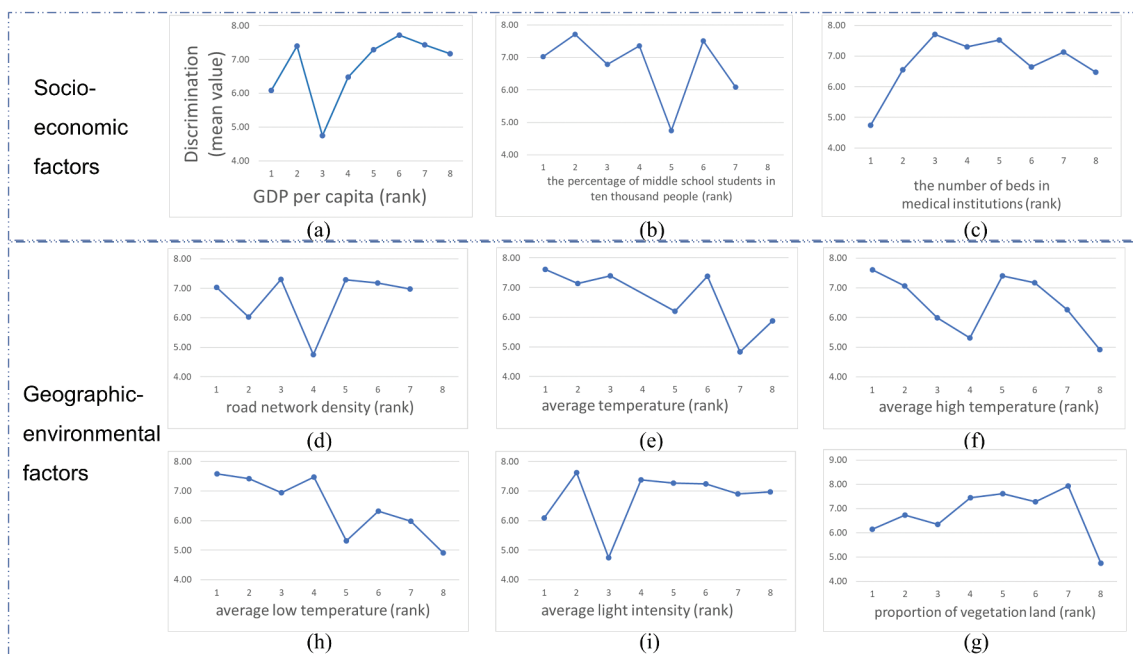 Socio-
economic
factors
Discrimination
(mean value)
8.00
7.00
6.00
5.00
4.00
1 2 3 4 5 6 7 8
GDP per capita (rank)
(a)
8.00
7.00
6.00
5.00
4.00
1 2 3 4 5 6 7 8
the percentage of middle school students in
ten thousand people (rank)
(b)
8.00
7.00
6.00
5.00
4.00
1 2 3 4 5 6 7 8
the number of beds in
medical institutions (rank)
(c)
Geographic-
environmental
factors
8.00
7.00
6.00
5.00
4.00
1 2 3 4 5 6 7 8
road network density (rank)
(d)
8.00
7.00
6.00
5.00
4.00
1 2 3 4 5 6 7 8
average temperature (rank)
(e)
8.00
7.00
6.00
5.00
4.00
1 2 3 4 5 6 7 8
average high temperature (rank)
(f)
8.00
7.00
6.00
5.00
4.00
1 2 3 4 5 6 7 8
average low temperature (rank)
(h)
8.00
7.00
6.00
5.00
4.00
1 2 3 4 5 6 7 8
average light intensity (rank)
(i)
9.00
8.00
7.00
6.00
5.00
4.00
1 2 3 4 5 6 7 8
proportion of vegetation land (rank)
(g)